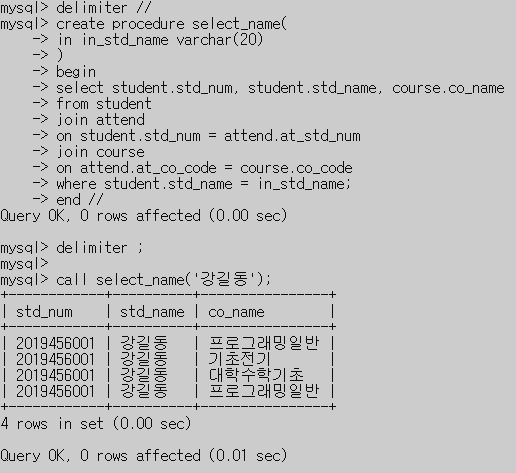 mysql> delimiter //
mysql> create procedure select_name(
    -> in in_std_name varchar(20)
    -> )
    -> begin
    -> select student.std_num, student.std_name, course.co_name
    -> from student
    -> join attend
    -> on student.std_num = attend.at_std_num
    -> join course
    -> on attend.at_co_code = course.co_code
    -> where student.std_name = in_std_name;
    -> end //
Query OK, 0 rows affected (0.00 sec)

mysql> delimiter ;
mysql>
mysql> call select_name('강길동');
+------------+----------+----------------+
| std_num    | std_name | co_name        |
+------------+----------+----------------+
| 2019456001 | 강길동   | 프로그래밍일반 |
| 2019456001 | 강길동   | 기초전기       |
| 2019456001 | 강길동   | 대학수학기초   |
| 2019456001 | 강길동   | 프로그래밍일반 |
+------------+----------+----------------+
4 rows in set (0.00 sec)

Query OK, 0 rows affected (0.01 sec)